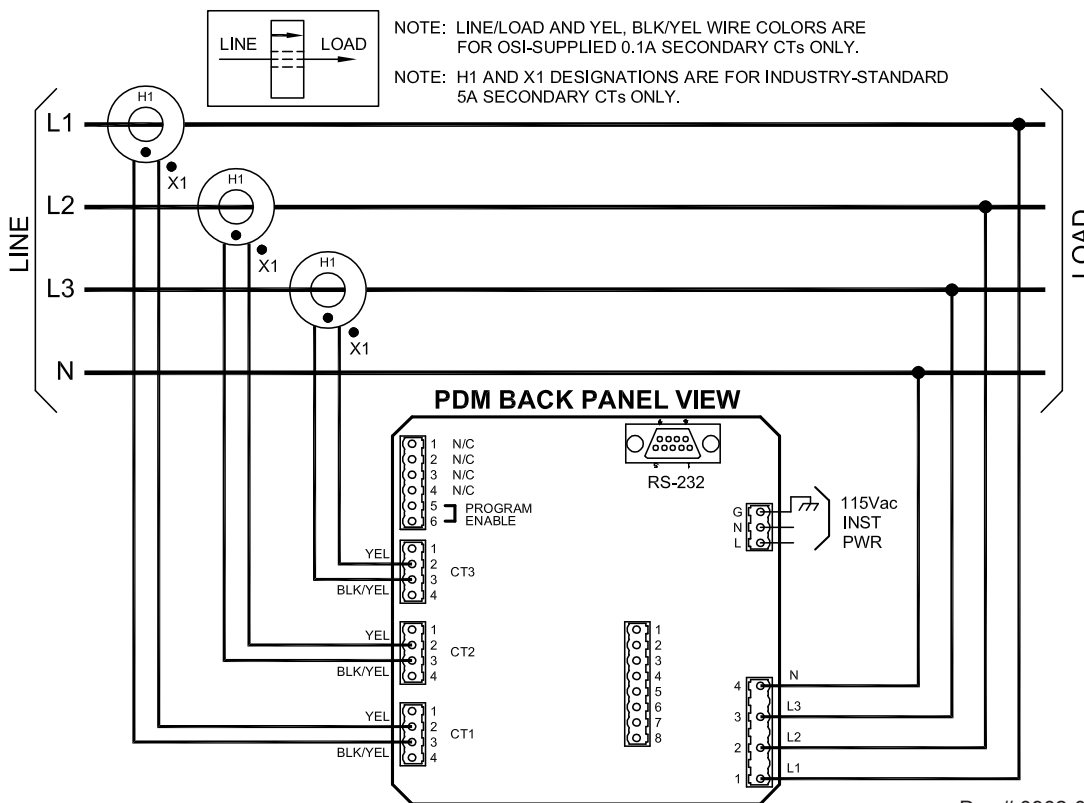 LINE LOAD
NOTE: LINE/LOAD AND YEL, BLK/YEL WIRE COLORS ARE
FOR OSI-SUPPLIED 0.1A SECONDARY CTs ONLY.
NOTE: H1 AND X1 DESIGNATIONS ARE FOR INDUSTRY-STANDARD
5A SECONDARY CTs ONLY.
LINE
L1
H1
X1
L2
H1
X1
L3
H1
X1
N
LOAD
PDM BACK PANEL VIEW
1 N/C
2 N/C
3 N/C
4 N/C
5 PROGRAM
6 ENABLE
RS-232
G
N
L
115Vac
INST
PWR
YEL
BLK/YEL
1
2
3
4
CT3
YEL
BLK/YEL
1
2
3
4
CT2
YEL
BLK/YEL
1
2
3
4
CT1
1
2
3
4
5
6
7
8
4 N
3 L3
2 L2
1 L1